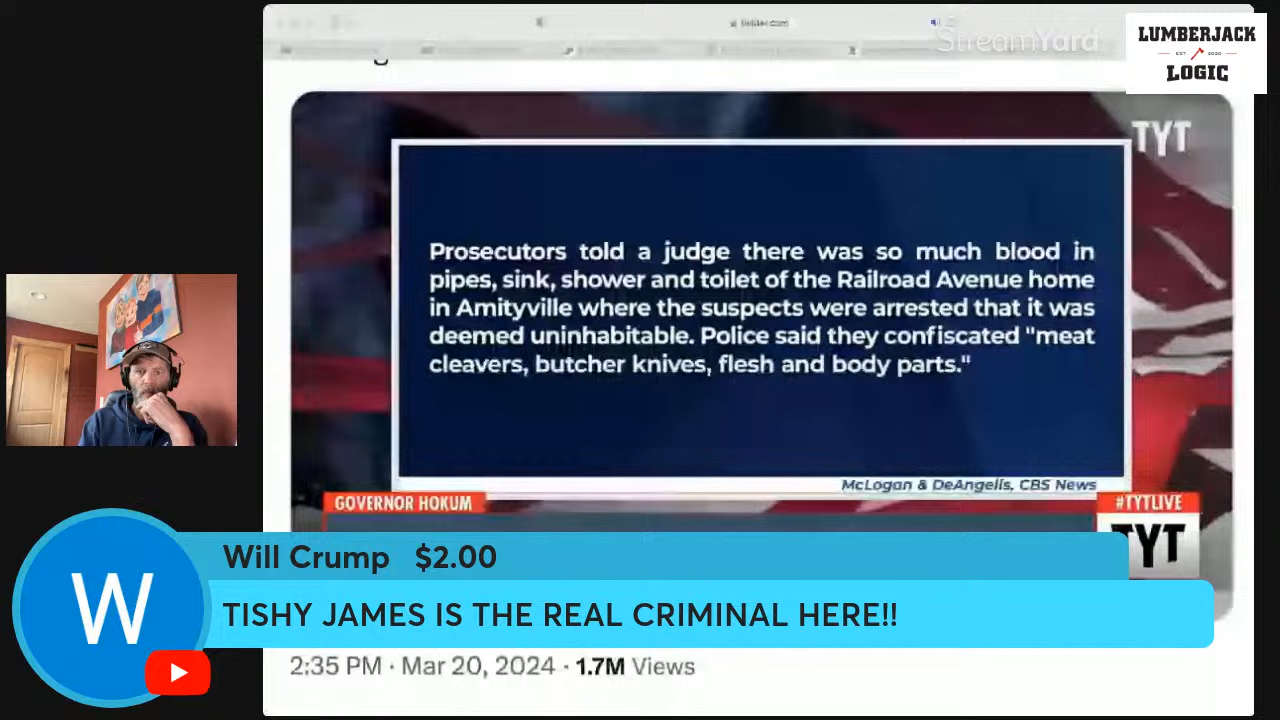 StreamYard
LUMBERJACK
EST. 2020
LOGIC
TYT
Prosecutors told a judge there was so much blood in
pipes, sink, shower and toilet of the Railroad Avenue home
in Amityville where the suspects were arrested that it was
deemed uninhabitable. Police said they confiscated "meat
cleavers, butcher knives, flesh and body parts."
McLogan & DeAngelis, CBS News
GOVERNOR HOKUM
#TYTLIVE
TYT
W
Will Crump $2.00
TISHY JAMES IS THE REAL CRIMINAL HERE!!
2:35 PM · Mar 20, 2024 · 1.7M Views